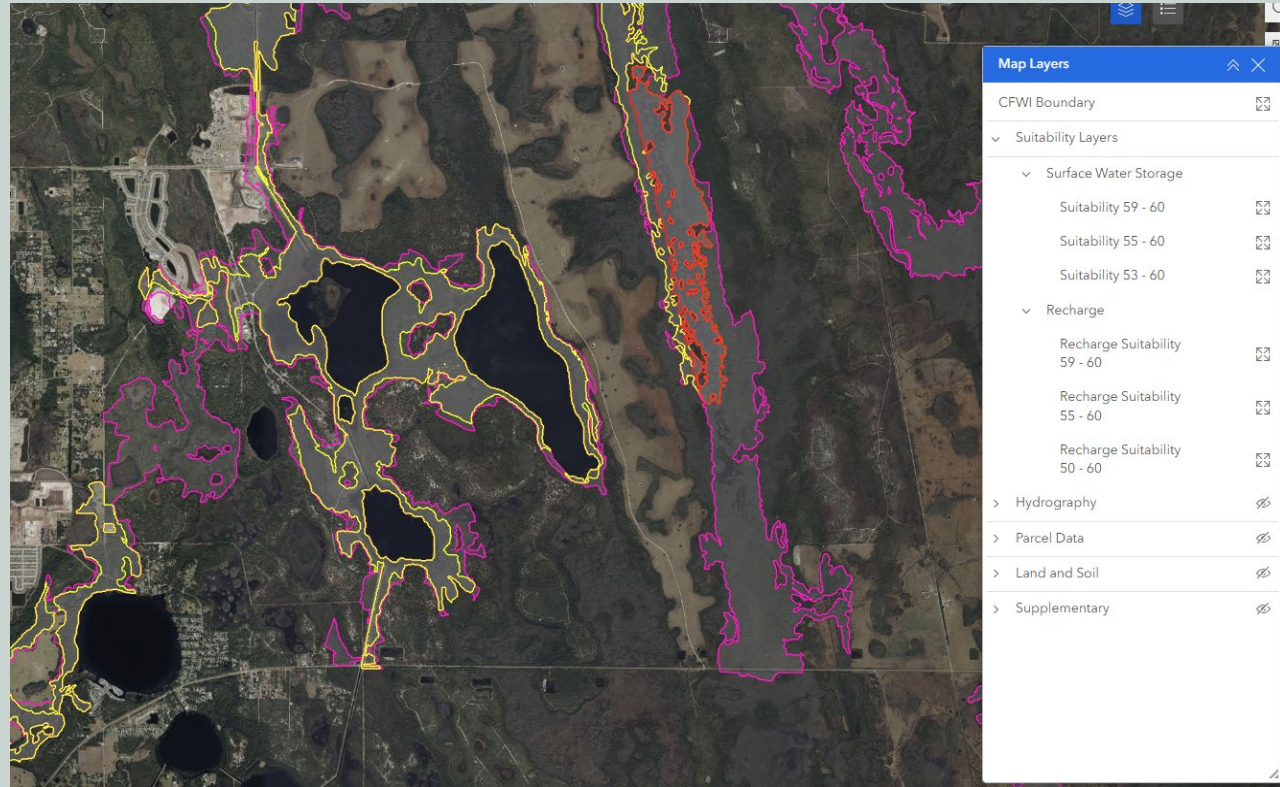 Map Layers
CFWI Boundary
Suitability Layers
Surface Water Storage
Suitability 59 - 60
Suitability 55 - 60
Suitability 53 - 60
Recharge
Recharge Suitability
59 - 60
Recharge Suitability
55 - 60
Recharge Suitability
50 - 60
Hydrography
Parcel Data
Land and Soil
Supplementary